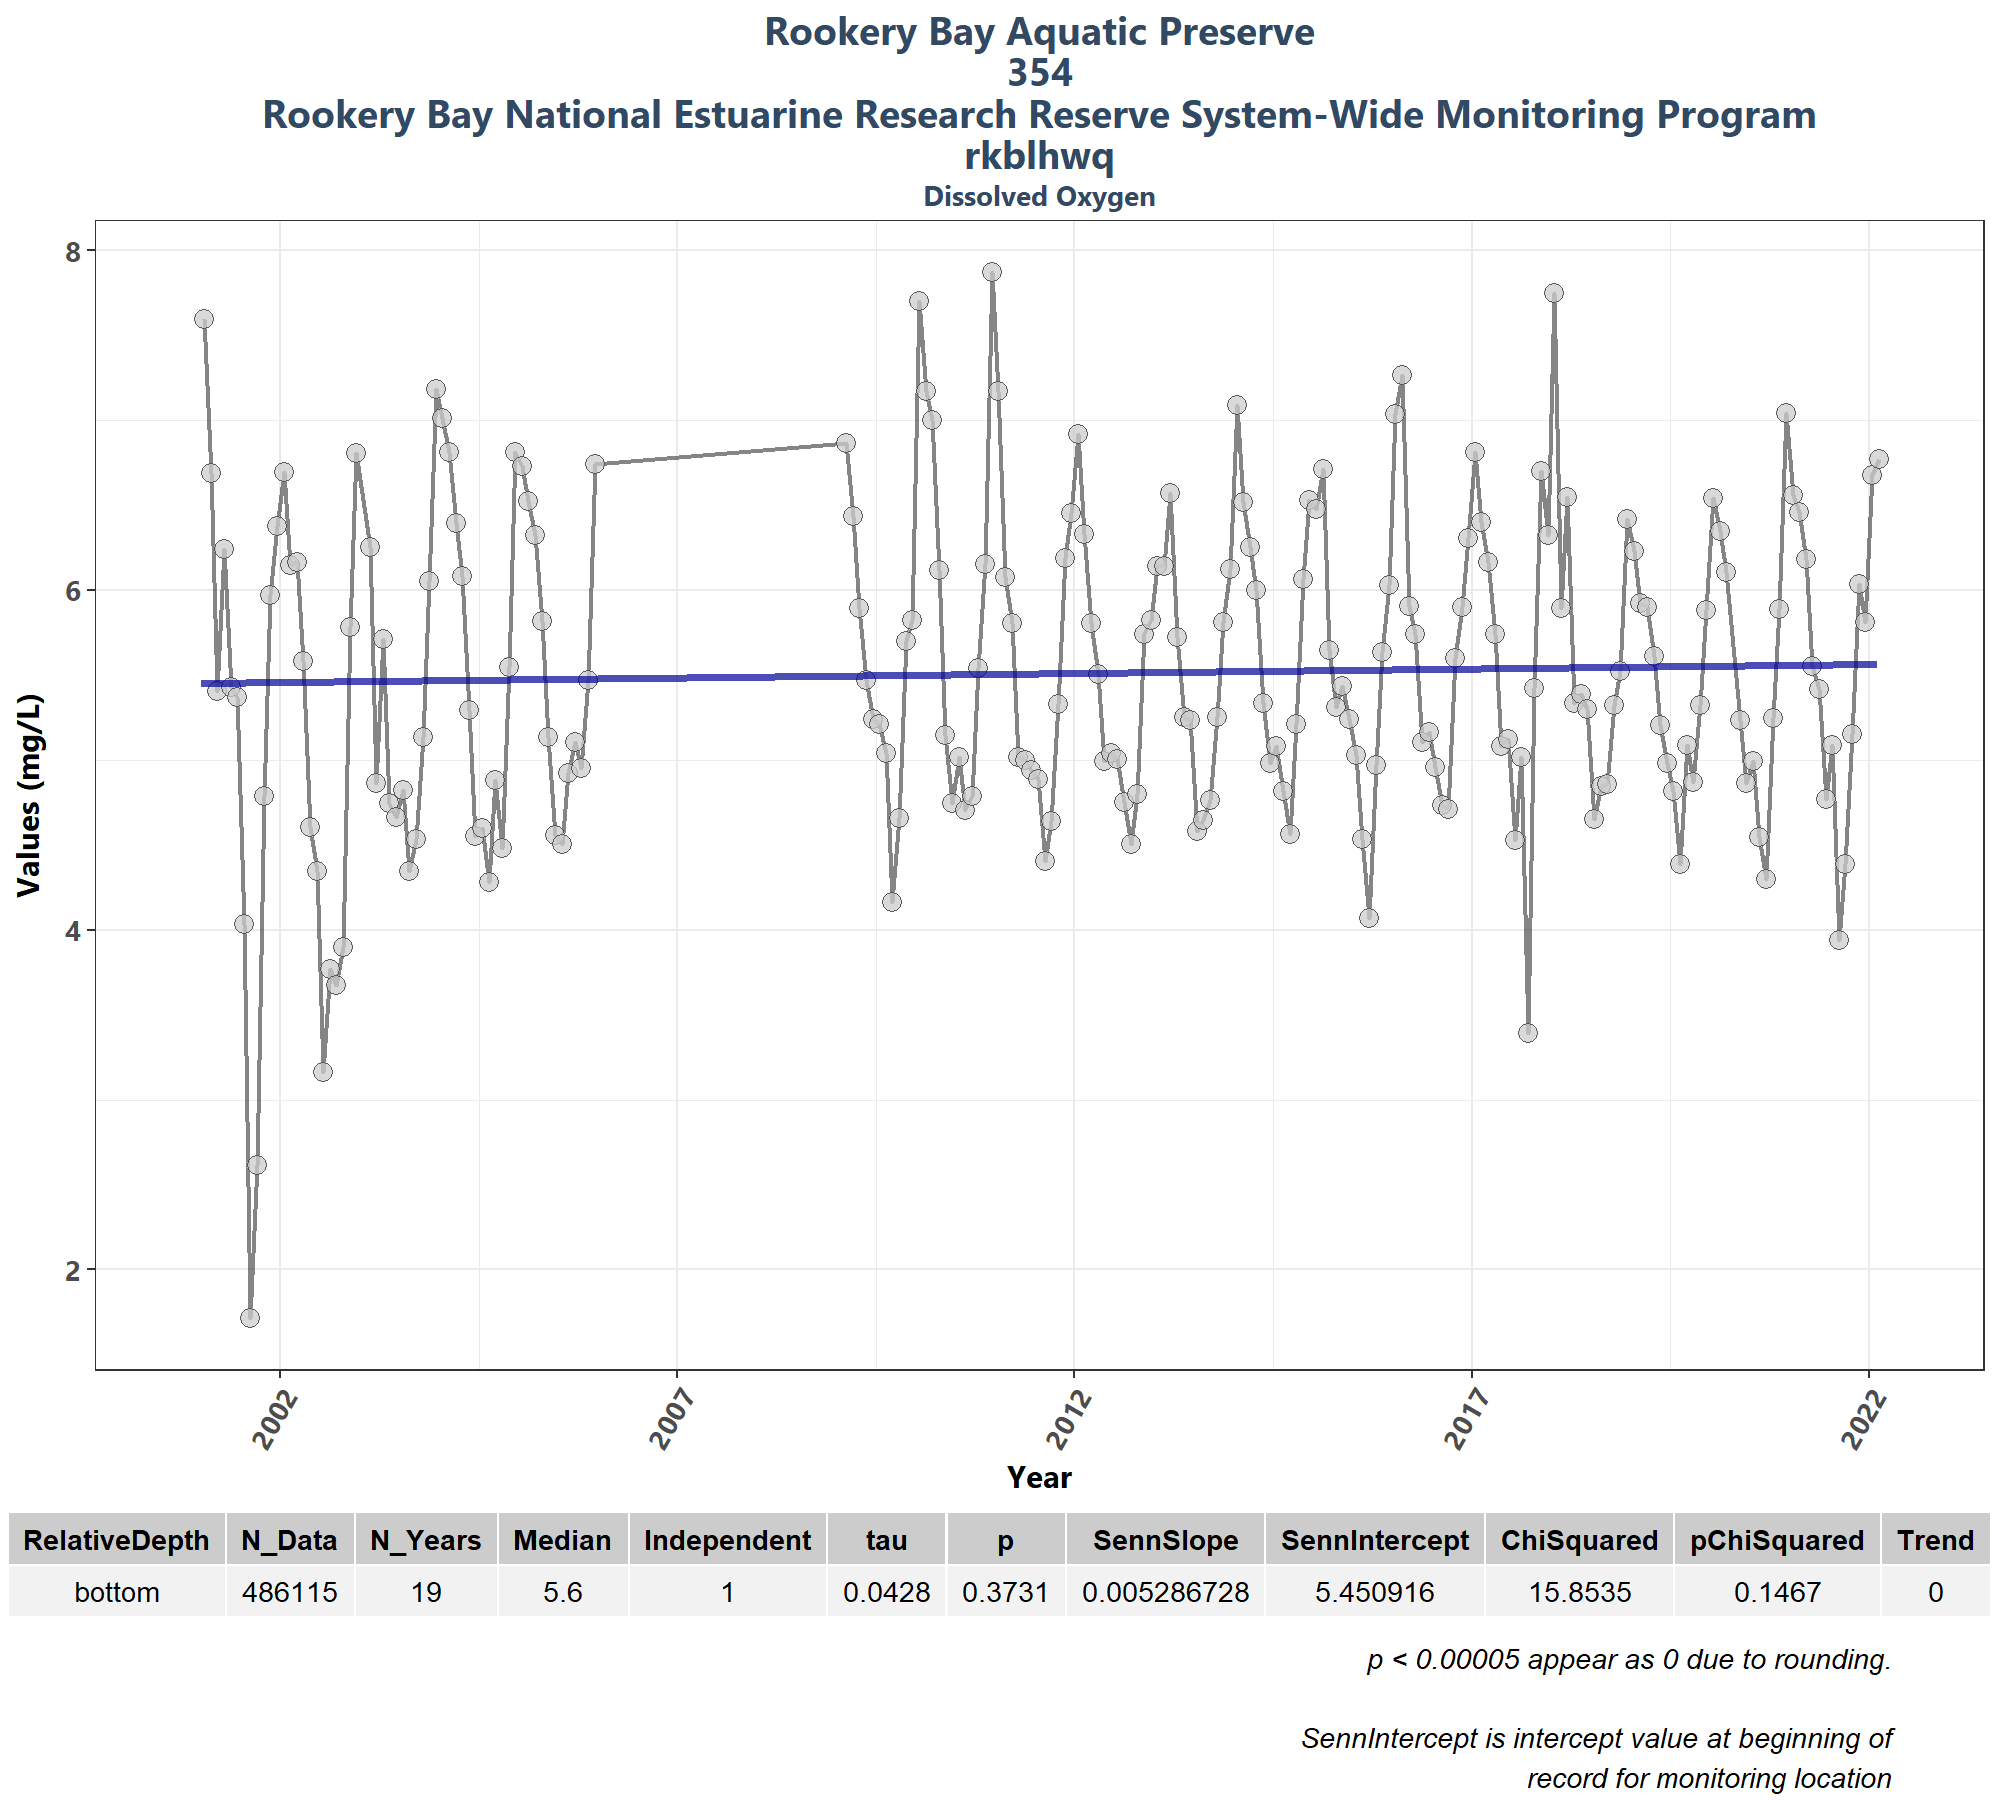 Rookery Bay Aquatic Preserve
354
Rookery Bay National Estuarine Research Reserve System-Wide Monitoring Program
rkblhwq
Dissolved Oxygen
8
6
4
2
Values (mg/L)
2002 2007 2012 2017 2022
Year
RelativeDepth N_Data N_Years Median Independent tau p SennSlope SennIntercept ChiSquared pChiSquared Trend
bottom 486115 19 5.6 1 0.0428 0.3731 0.005286728 5.450916 15.8535 0.1467 0
p < 0.00005 appear as 0 due to rounding.
SennIntercept is intercept value at beginning of
record for monitoring location